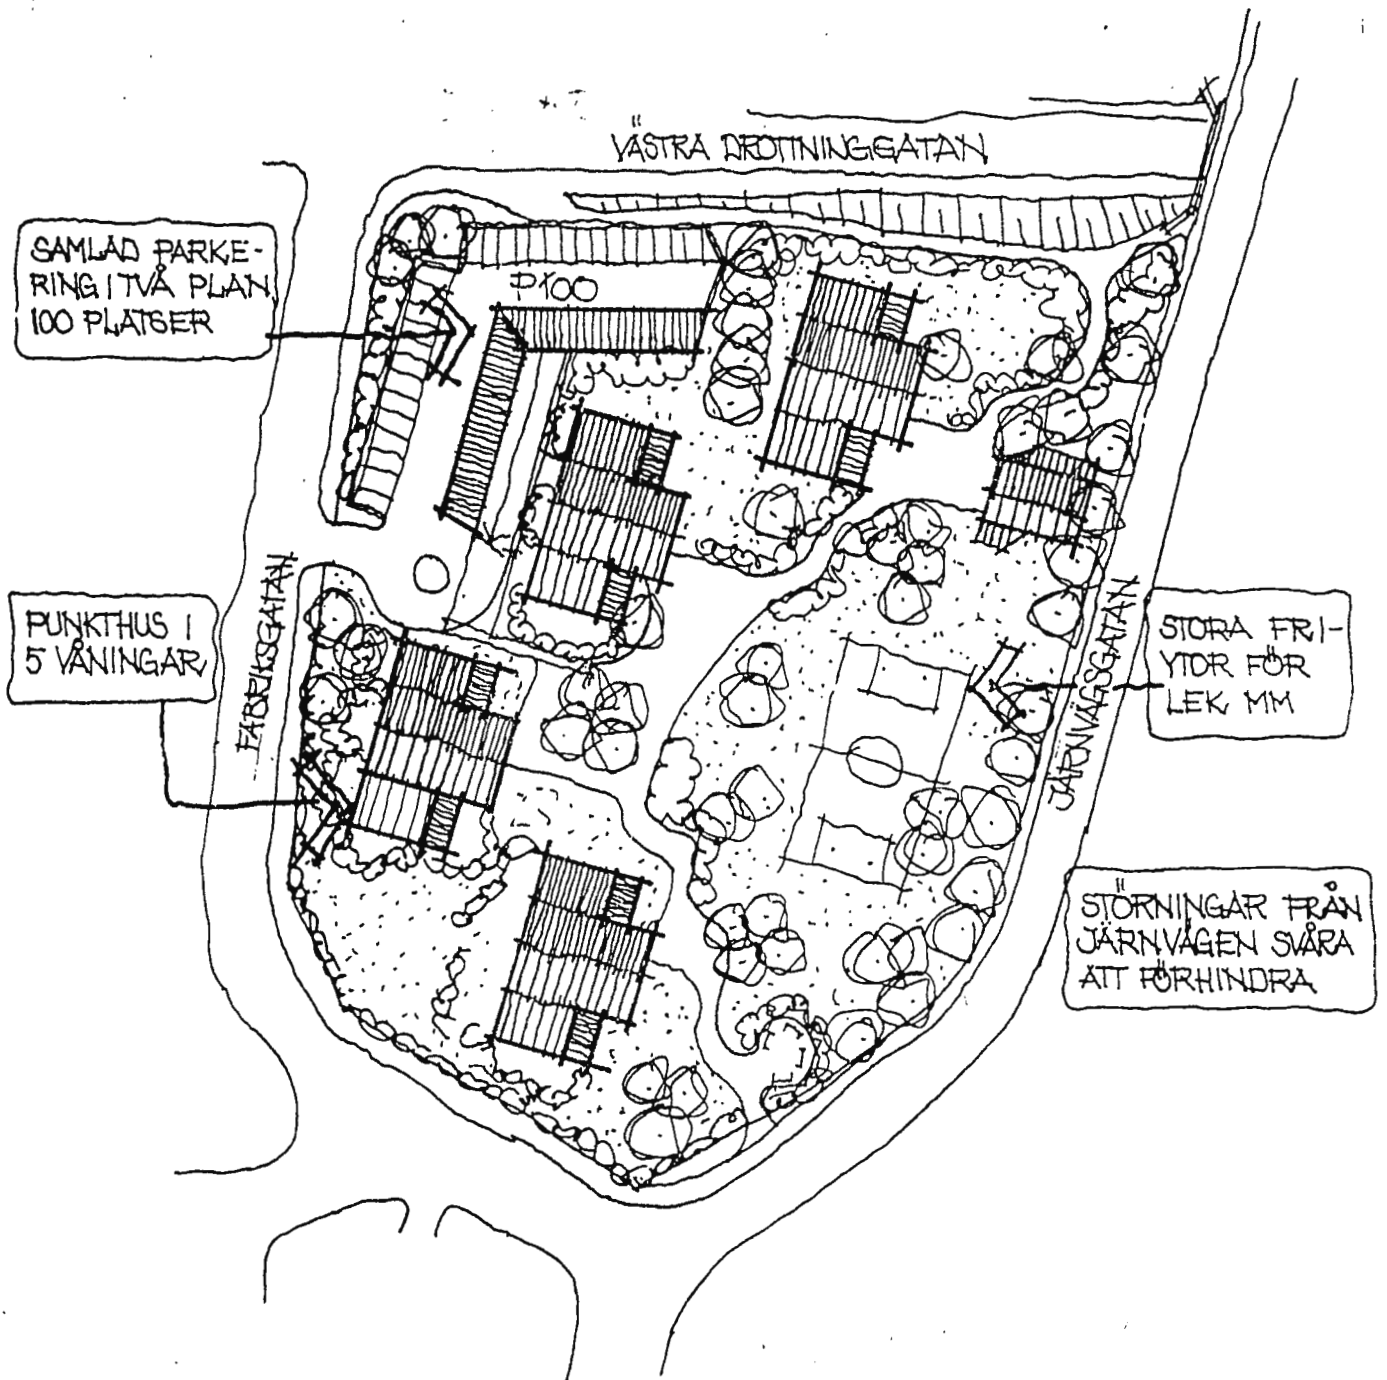 VÄSTRA DROTTNINGGATAN
SAMLAD PARKE-
RING I TVÅ PLAN
100 PLATSER
P100
PUNKTHUS I
5 VÅNINGAR
FABRIKSGATAN
STORA FRI-
YTOR FÖR
LEK MM
JÄRNVÄGSGATAN
STÖRNINGAR FRÅN
JÄRNVÄGEN SVÅRA
ATT FÖRHINDRA